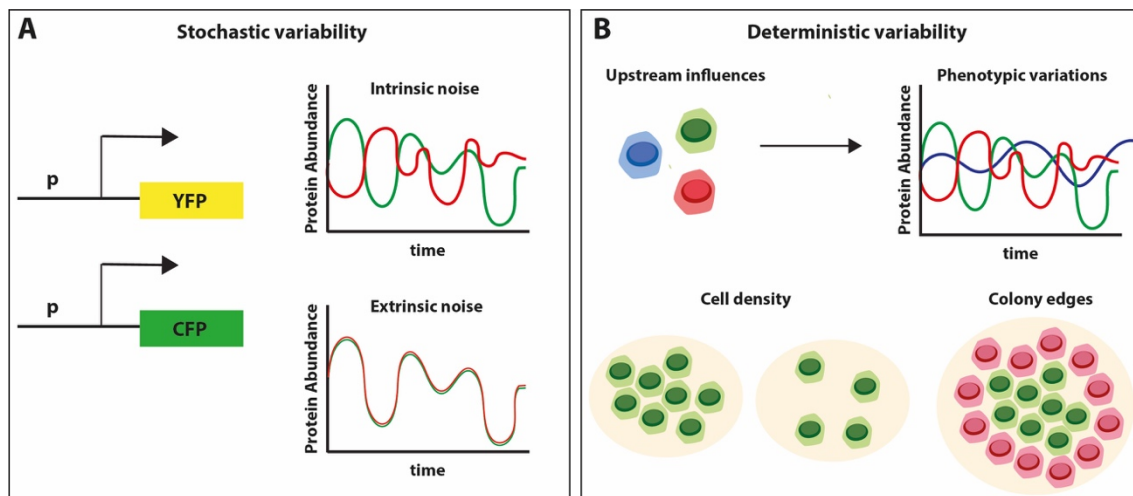 A
Stochastic variability
p
YFP
p
CFP
Intrinsic noise
Protein Abundance
time
Extrinsic noise
Protein Abundance
time
B
Deterministic variability
Upstream influences
Phenotypic variations
Protein Abundance
time
Cell density
Colony edges